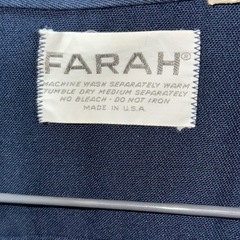 FARAH®
MACHINE WASH SEPARATELY WARM
TUMBLE DRY MEDIUM SEPARATELY
NO BLEACH - DO NOT IRON
MADE IN U.S.A.